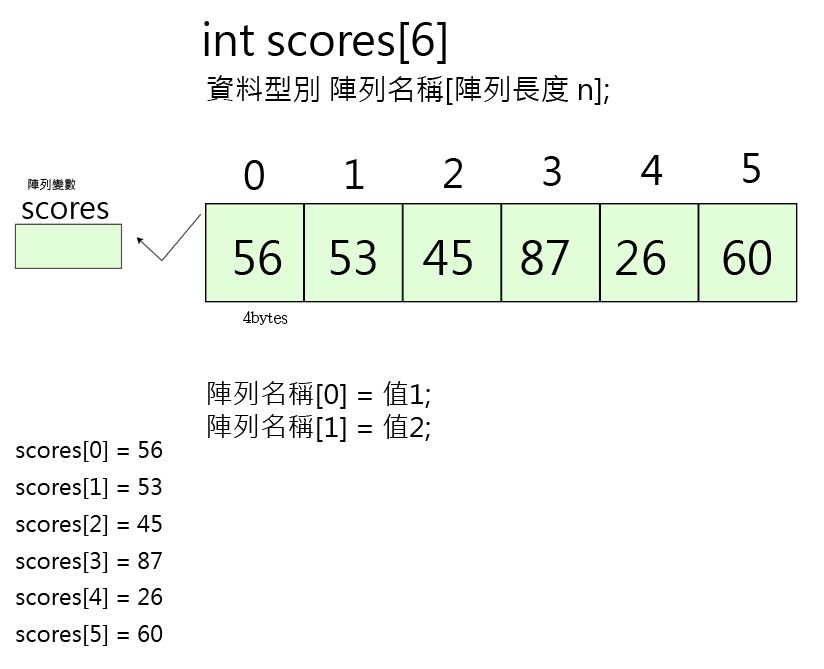 int scores[6]
資料型別 陣列名稱[陣列長度 n];
0 1 2 3 4 5
陣列變數
scores
56 53 45 87 26 60
4bytes
陣列名稱[0] = 值1;
陣列名稱[1] = 值2;
scores[0] = 56
scores[1] = 53
scores[2] = 45
scores[3] = 87
scores[4] = 26
scores[5] = 60